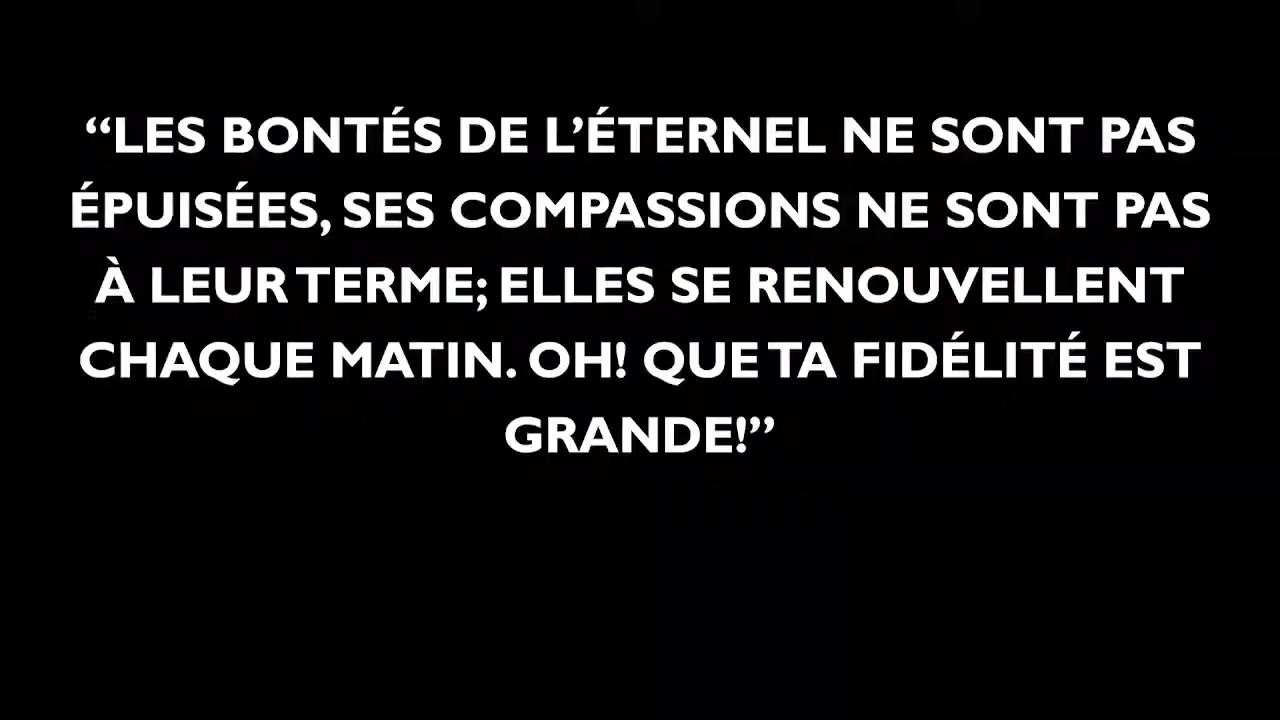 “LES BONTÉS DE L’ÉTERNEL NE SONT PAS
ÉPUISÉES, SES COMPASSIONS NE SONT PAS
À LEUR TERME; ELLES SE RENOUVELLENT
CHAQUE MATIN. OH! QUE TA FIDÉLITÉ EST
GRANDE!”